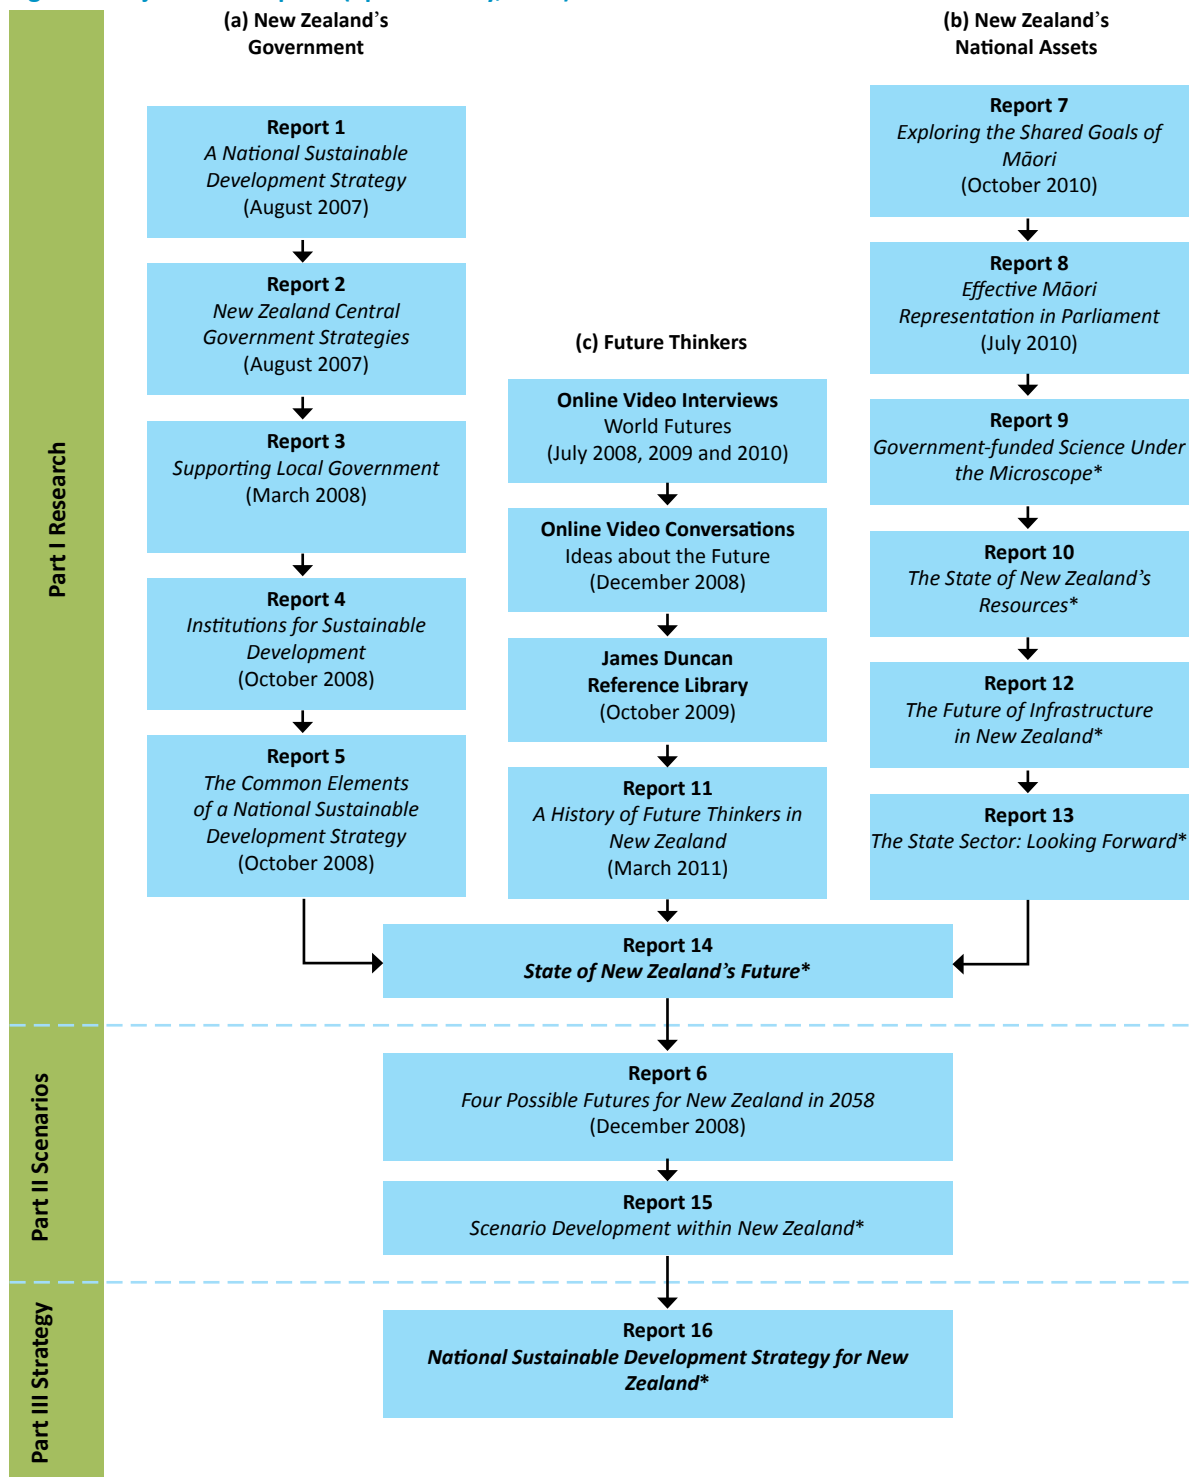 (a) New Zealand's
Government
Report 1
A National Sustainable
Development Strategy
(August 2007)
Report 2
New Zealand Central
Government Strategies
(August 2007)
Report 3
Supporting Local Government
(March 2008)
Report 4
Institutions for Sustainable
Development
(October 2008)
Report 5
The Common Elements
of a National Sustainable
Development Strategy
(October 2008)
(c) Future Thinkers
Online Video Interviews
World Futures
(July 2008, 2009 and 2010)
Online Video Conversations
Ideas about the Future
(December 2008)
James Duncan
Reference Library
(October 2009)
Report 11
A History of Future Thinkers in
New Zealand
(March 2011)
(b) New Zealand's
National Assets
Report 7
Exploring the Shared Goals of
Māori
(October 2010)
Report 8
Effective Māori
Representation in Parliament
(July 2010)
Report 9
Government-funded Science Under
the Microscope*
Report 10
The State of New Zealand's
Resources*
Report 12
The Future of Infrastructure
in New Zealand*
Report 13
The State Sector: Looking Forward*
Part I Research
Report 14
State of New Zealand's Future*
Part II Scenarios
Report 6
Four Possible Futures for New Zealand in 2058
(December 2008)
Report 15
Scenario Development within New Zealand*
Part III Strategy
Report 16
National Sustainable Development Strategy for New
Zealand*